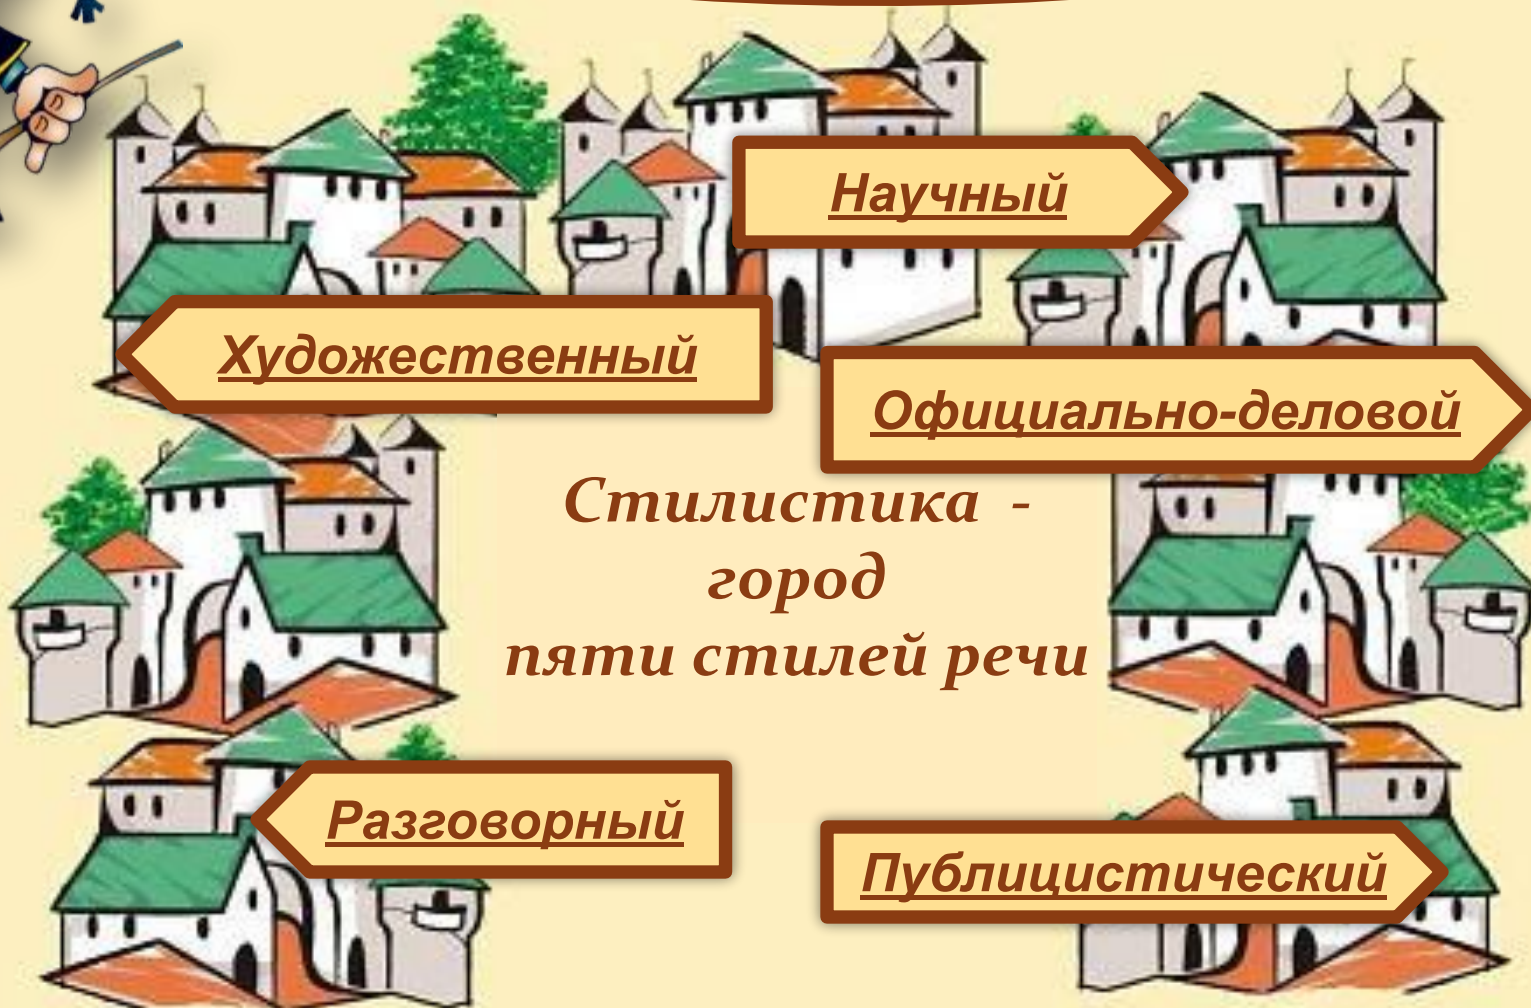 Научный
Художественный
Официально-деловой
Стилистика -
город
пяти стилей речи
Разговорный
Публицистический